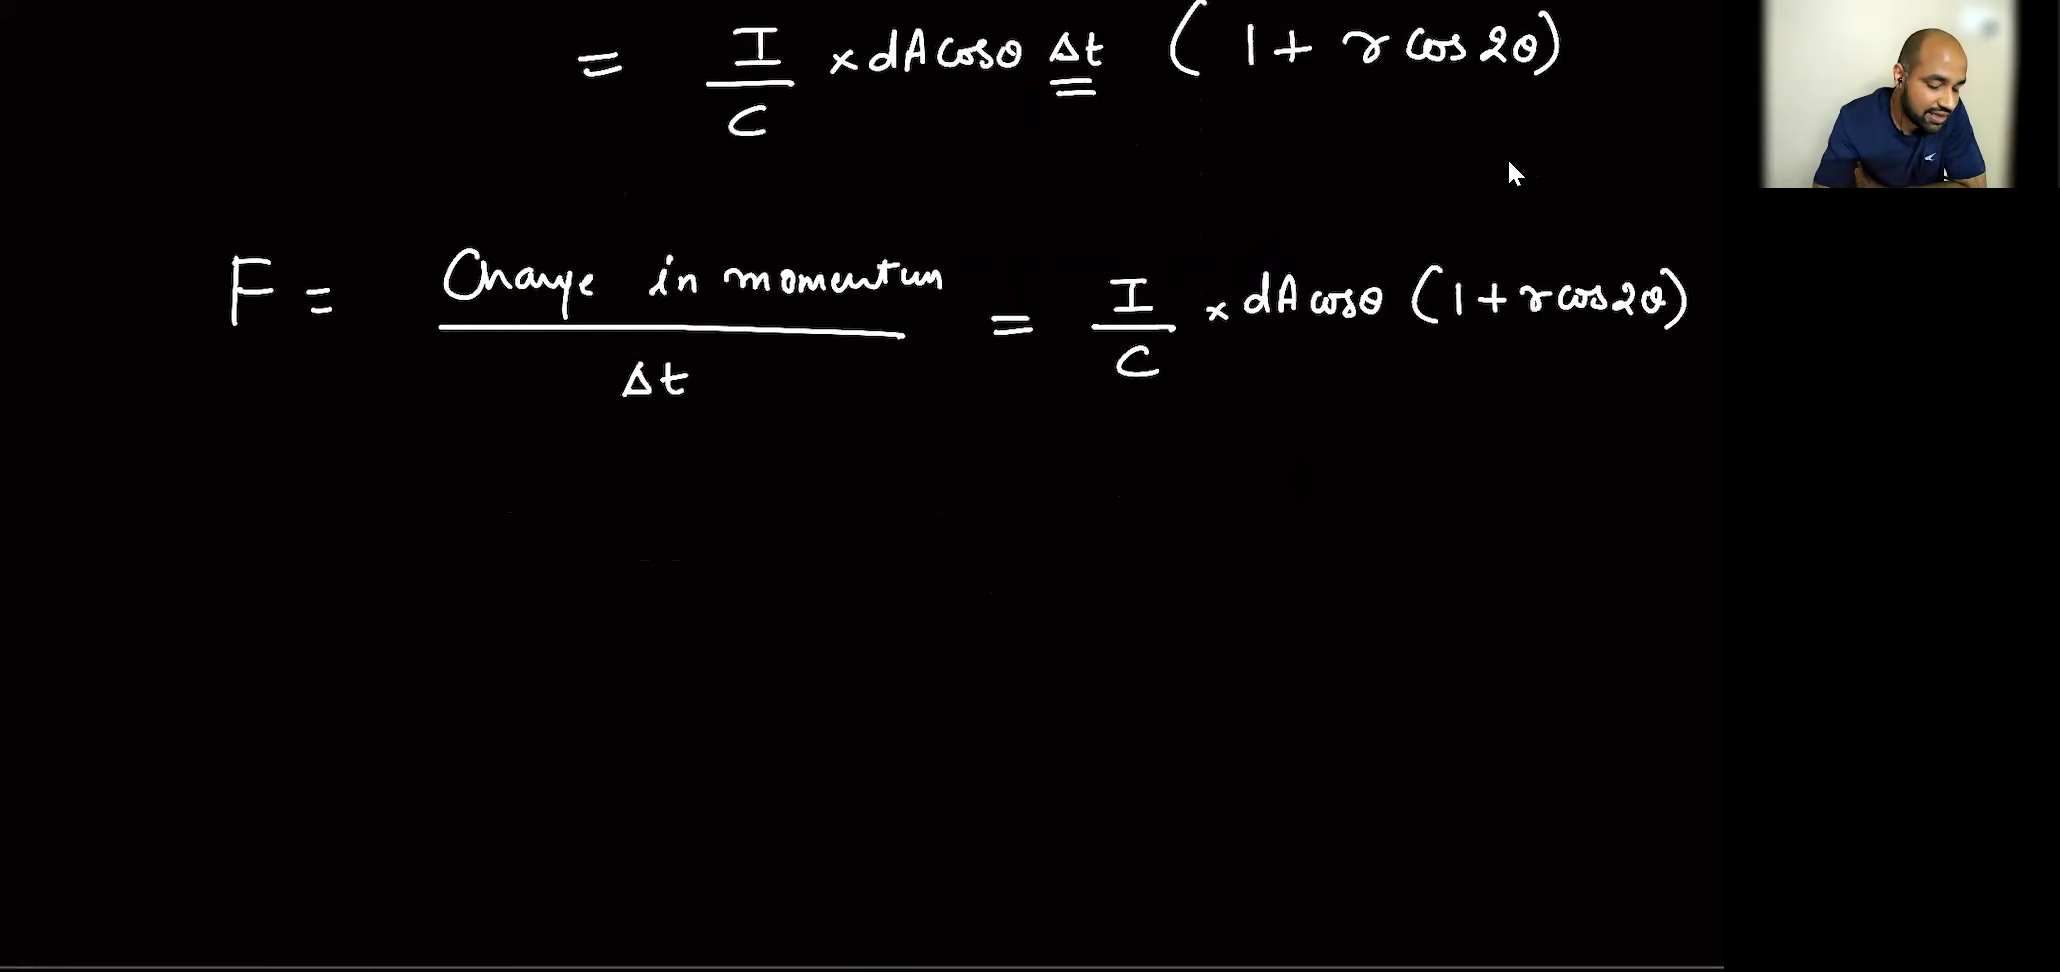 = I/C × dA cosθ Δt (1 + r cos 2θ)
F = Change in momentum/Δt = I/C × dA cosθ (1 + r cos2θ)